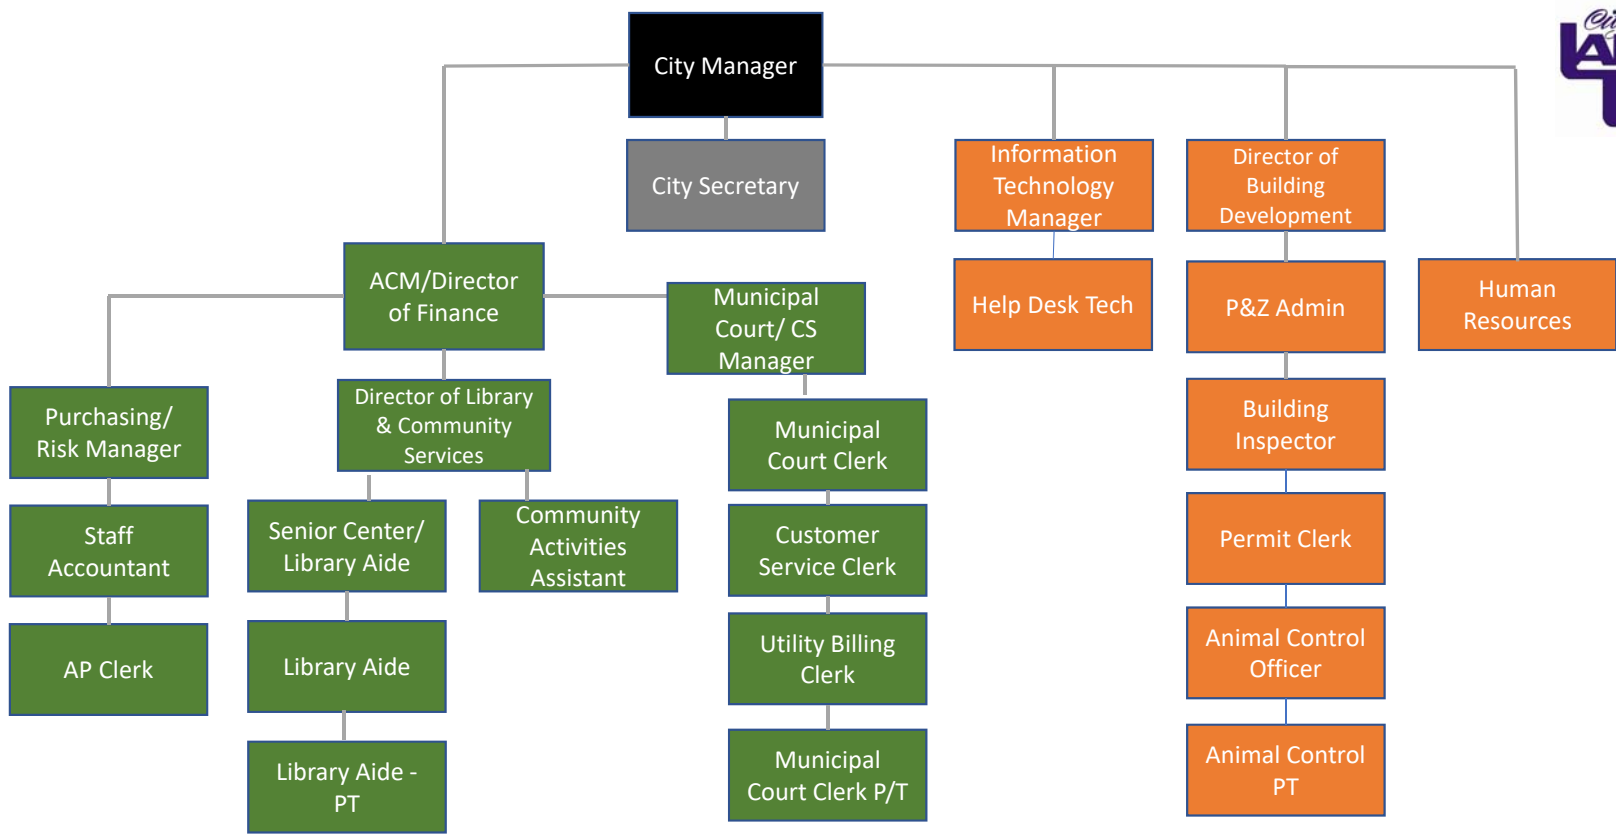 City Manager
City Secretary
Information
Technology
Manager
Director of
Building
Development
ACM/Director
of Finance
Municipal
Court/ CS
Manager
Help Desk Tech
P&Z Admin
Human
Resources
Purchasing/
Risk Manager
Director of Library
& Community
Services
Municipal
Court Clerk
Building
Inspector
Staff
Accountant
Senior Center/
Library Aide
Community
Activities
Assistant
Customer
Service Clerk
Permit Clerk
AP Clerk
Library Aide
Utility Billing
Clerk
Animal Control
Officer
Library Aide -
PT
Municipal
Court Clerk P/T
Animal Control
PT